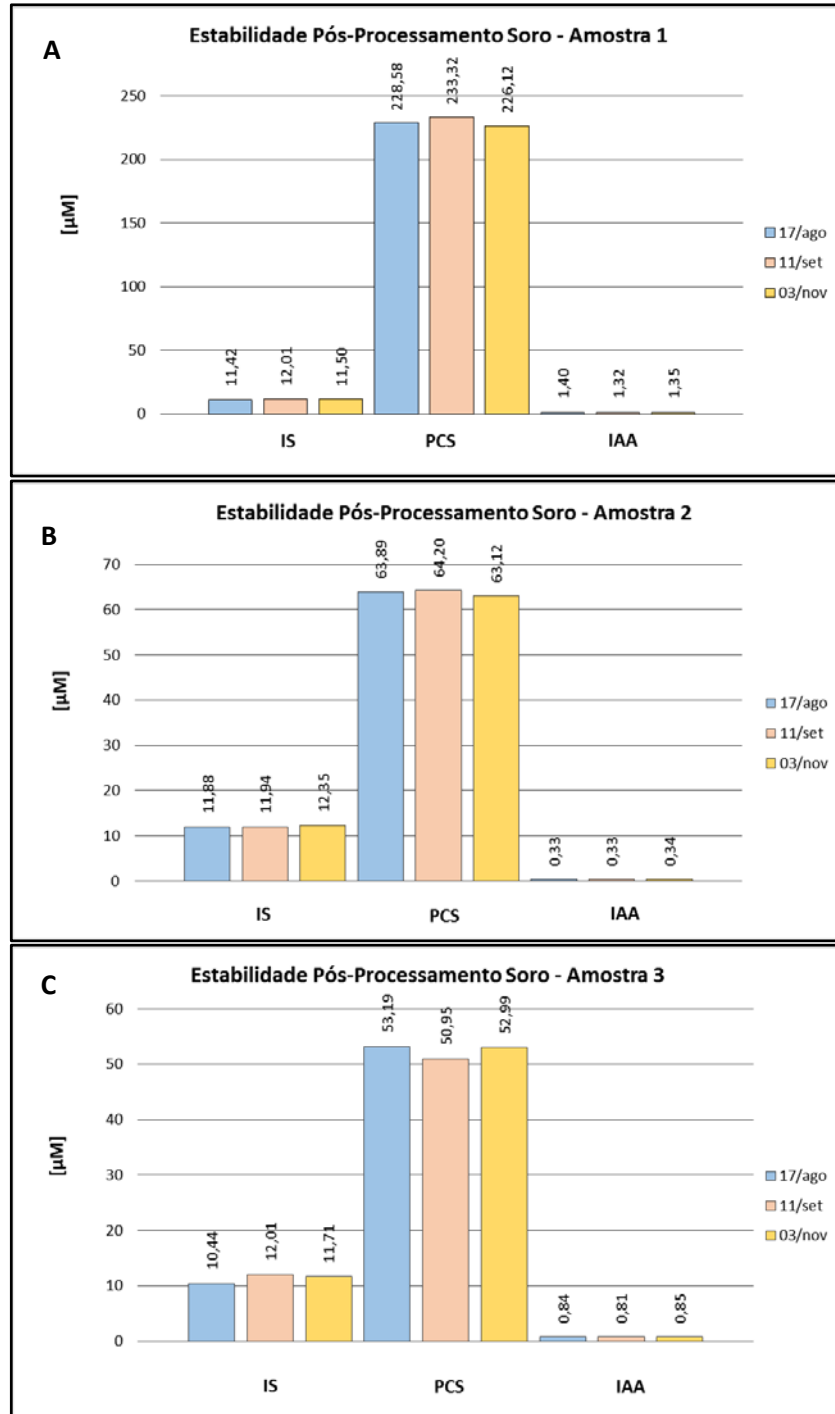 A
Estabilidade Pós-Processamento Soro - Amostra 1
228,58
233,32
226,12
250
200
150
100
50
0
[µM]
11,42
12,01
11,50
1,40
1,32
1,35
IS
PCS
IAA
17/ago
11/set
03/nov
B
Estabilidade Pós-Processamento Soro - Amostra 2
63,89
64,20
63,12
70
60
50
40
30
20
10
0
[µM]
11,88
11,94
12,35
0,33
0,33
0,34
IS
PCS
IAA
17/ago
11/set
03/nov
C
Estabilidade Pós-Processamento Soro - Amostra 3
53,19
50,95
52,99
60
50
40
30
20
10
0
[µM]
10,44
12,01
11,71
0,84
0,81
0,85
IS
PCS
IAA
17/ago
11/set
03/nov